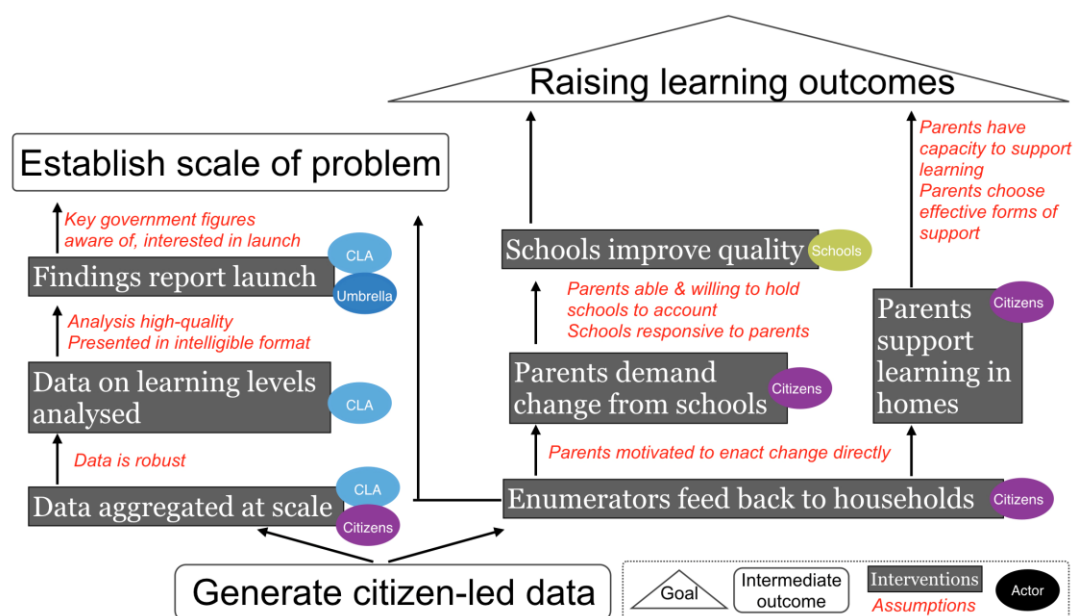 Raising learning outcomes
Establish scale of problem
Key government figures
aware of, interested in launch
Findings report launch
CLA
Umbrella
Analysis high-quality
Presented in intelligible format
Data on learning levels
analysed
CLA
Data is robust
Data aggregated at scale
CLA
Citizens
Parents have
capacity to support
learning
Parents choose
effective forms of
support
Schools improve quality
Schools
Parents able & willing to hold
schools to account
Schools responsive to parents
Parents demand
change from schools
Citizens
Parents
support
learning in
homes
Citizens
Parents motivated to enact change directly
Enumerators feed back to households
Citizens
Generate citizen-led data
Goal
Intermediate
outcome
Interventions
Assumptions
Actor